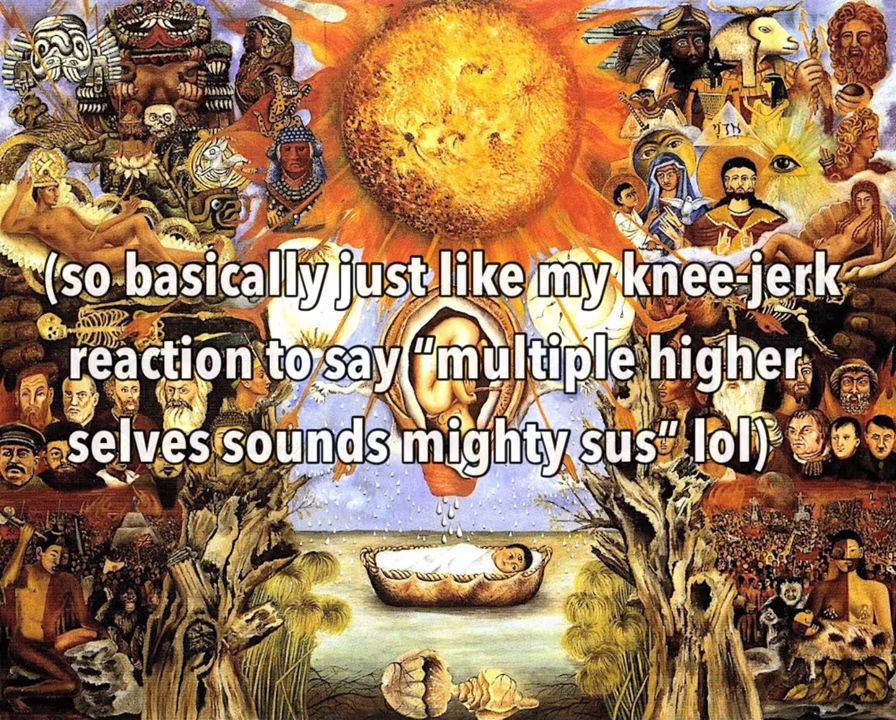 (so basically just like my knee-jerk
reaction to say “multiple higher
selves sounds mighty sus“ lol)